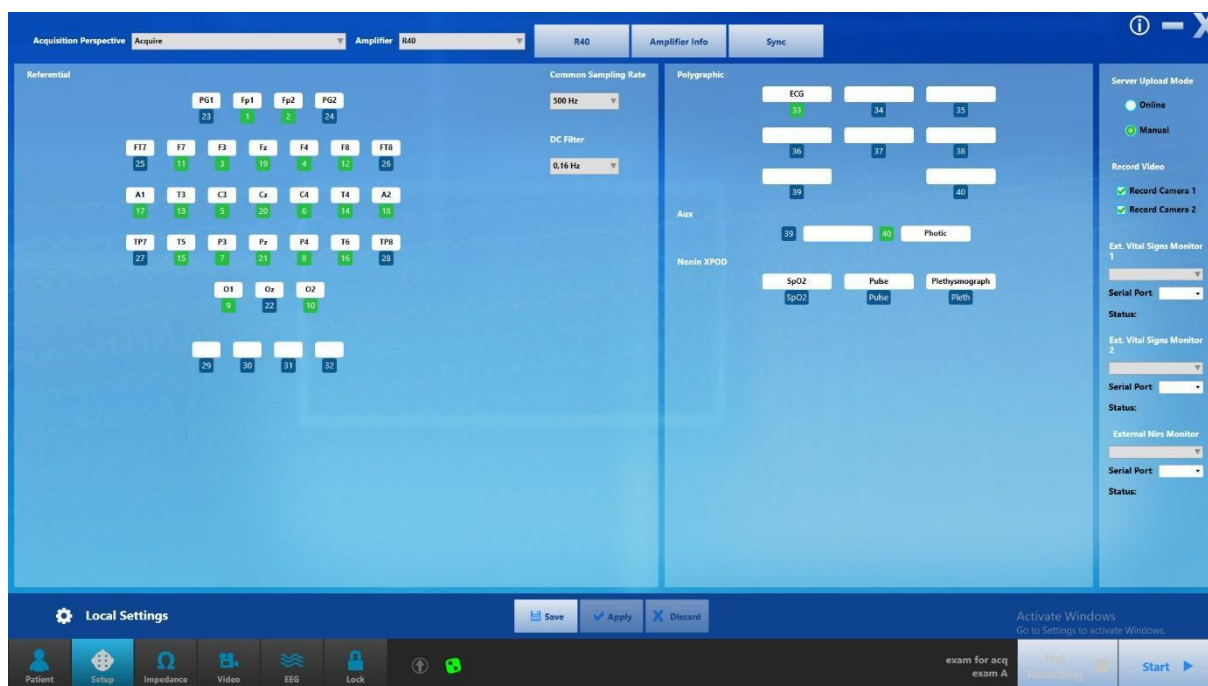 Acquisition Perspective Acquire Amplifier R40 R40 Amplifier Info Sync
Referential
PG1 Fp1 Fp2 PG2
23 1 2 24
FT7 F7 F3 Fz F4 F8 FT8
25 11 3 19 4 12 26
A1 T3 C3 Cz C4 T4 A2
17 13 5 20 6 14 18
TP7 T5 P3 Pz P4 T6 TP8
27 15 7 21 8 16 28
O1 Oz O2
9 22 10
29 30 31 32
Common Sampling Rate
500 Hz
DC Filter
0,16 Hz
Polygraphic
ECG
33 34 35
36 37 38
39 40
Aux
39 40 Photic
Nonin XPOD
SpO2 Pulse Plethysmograph
SpO2 Pulse Pleth
Server Upload Mode
Online
Manual
Record Video
Record Camera 1
Record Camera 2
Ext. Vital Signs Monitor
1
Serial Port
Status:
Ext. Vital Signs Monitor
2
Serial Port
Status:
External Nirs Monitor
Serial Port
Status:
Local Settings
Save Apply Discard
Activate Windows
Go to Settings to activate Windows.
Patient Setup Impedance Video EEG Lock
exam for acq
exam A
End
Recording
Start